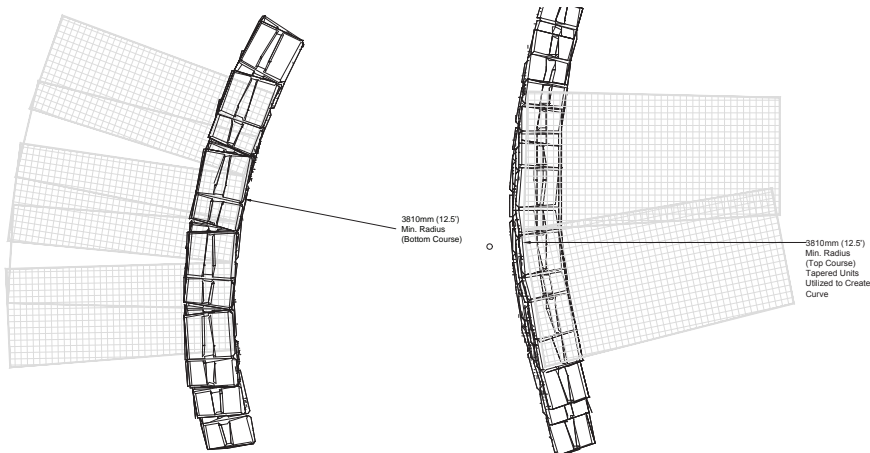 3810mm (12.5')
Min. Radius
(Bottom Course)
3810mm (12.5')
Min. Radius
(Top Course)
Tapered Units
Utilized to Create
Curve